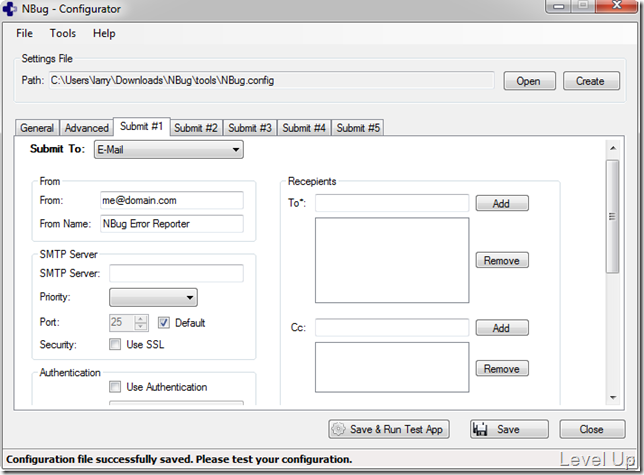 NBug - Configurator
File Tools Help
Settings File
Path: C:\Users\larry\Downloads\NBug\tools\NBug.config Open Create
General Advanced Submit #1 Submit #2 Submit #3 Submit #4 Submit #5
Submit To: E-Mail
From
From: me@domain.com
From Name: NBug Error Reporter
SMTP Server
SMTP Server:
Priority:
Port: 25 Default
Security: Use SSL
Authentication
Use Authentication
Recepients
To*: Add
Remove
Cc: Add
Remove
Save & Run Test App Save Close
Configuration file successfully saved. Please test your configuration.
Level Up